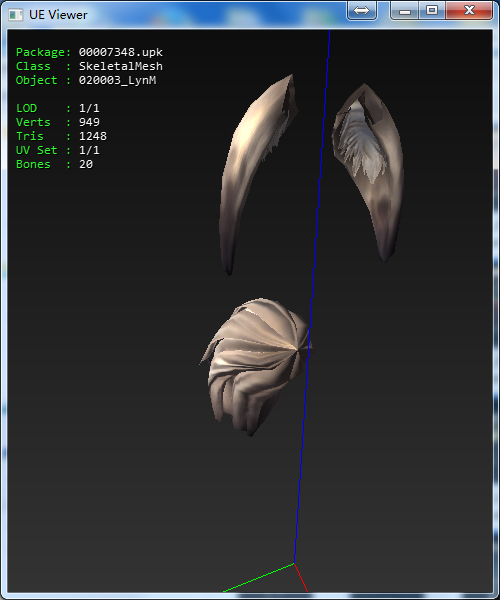 UE Viewer
Package: 00007348.upk
Class : SkeletalMesh
Object : 020003_LynM
LOD : 1/1
Verts : 949
Tris : 1248
UV Set : 1/1
Bones : 20